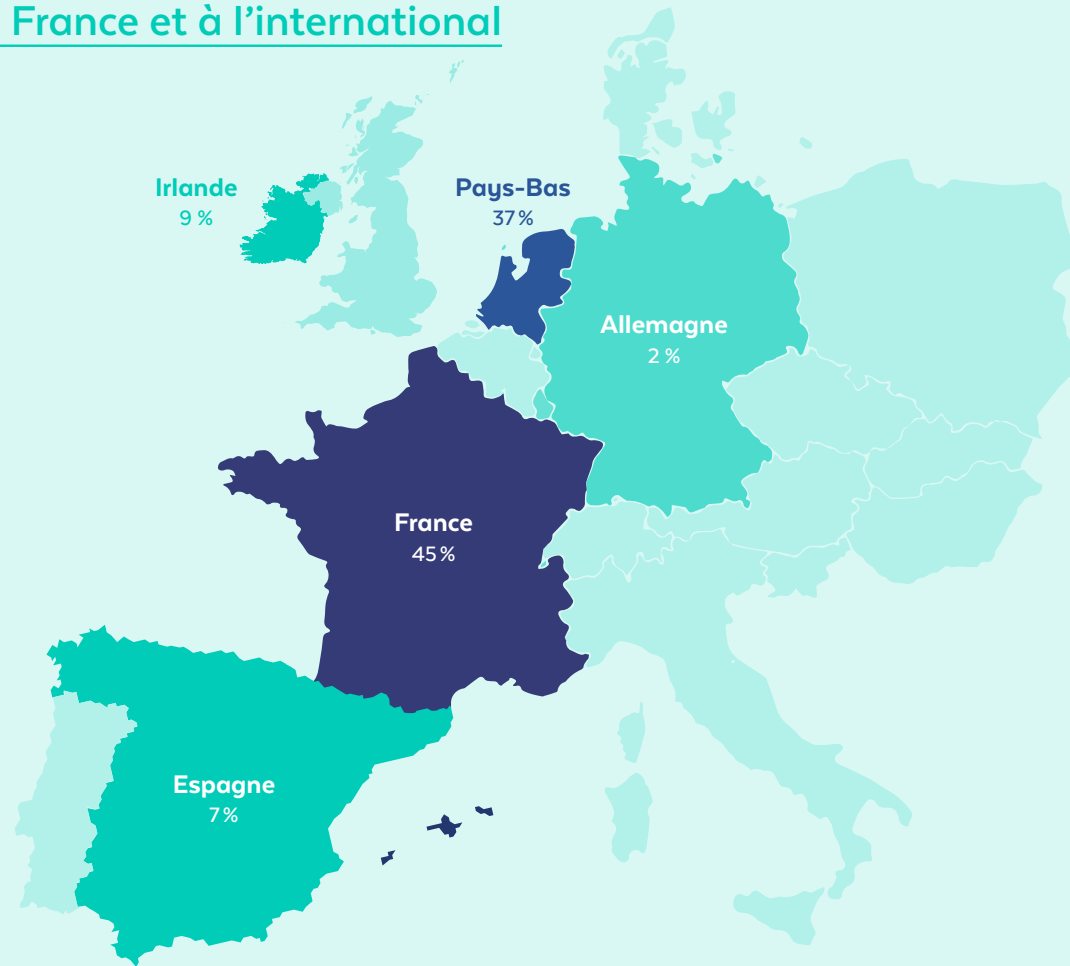 France et à l’international
Irlande
9 %
Pays-Bas
37 %
Allemagne
2 %
France
45 %
Espagne
7 %